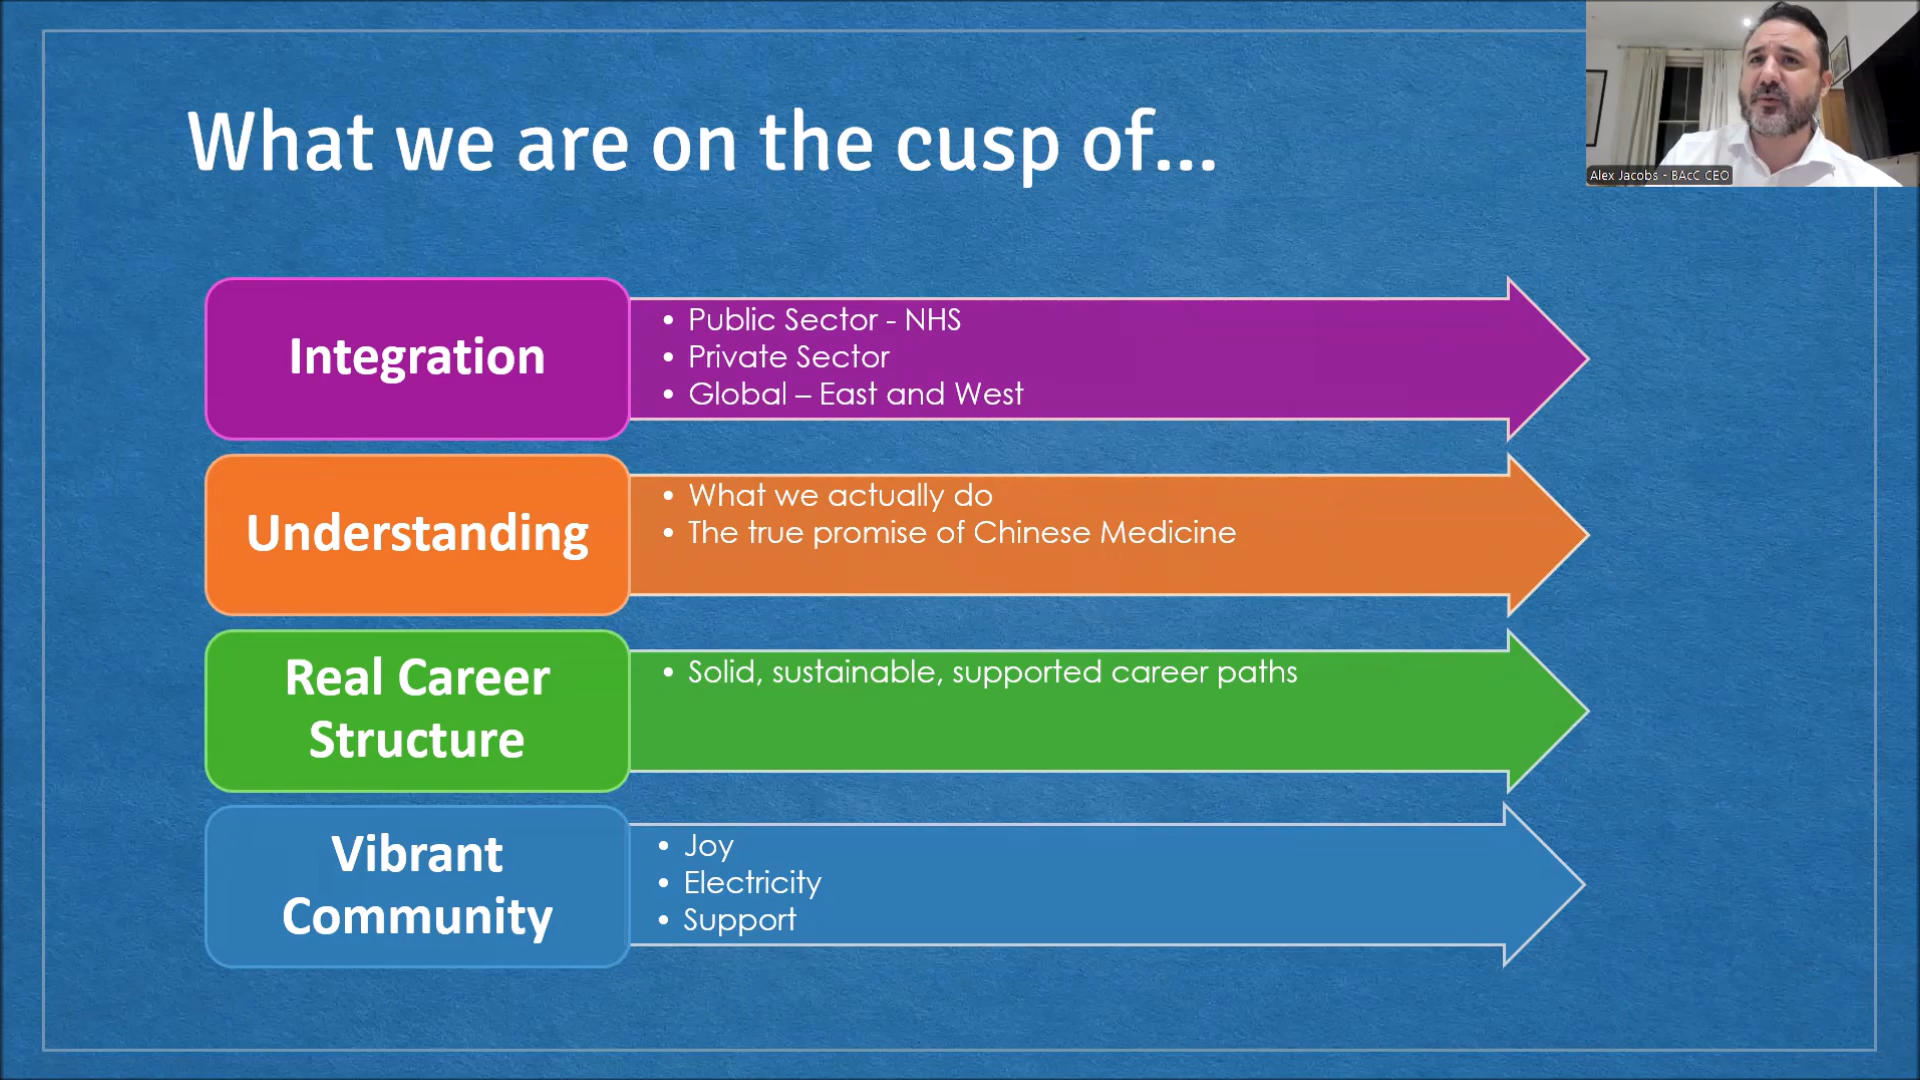 What we are on the cusp of...
Alex Jacobs - BAcC CEO
Integration
• Public Sector - NHS
• Private Sector
• Global – East and West
Understanding
• What we actually do
• The true promise of Chinese Medicine
Real Career
Structure
• Solid, sustainable, supported career paths
Vibrant
Community
• Joy
• Electricity
• Support